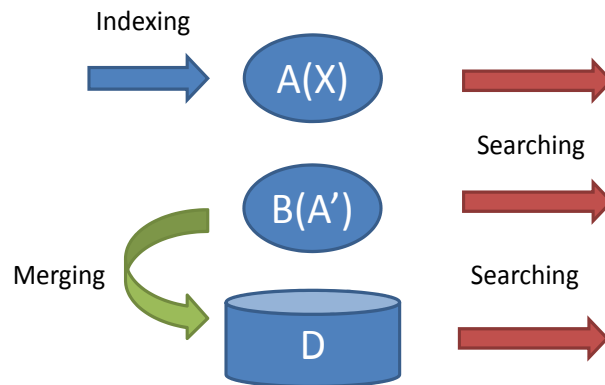 Indexing
A(X)
Searching
B(A’)
Merging
Searching
D